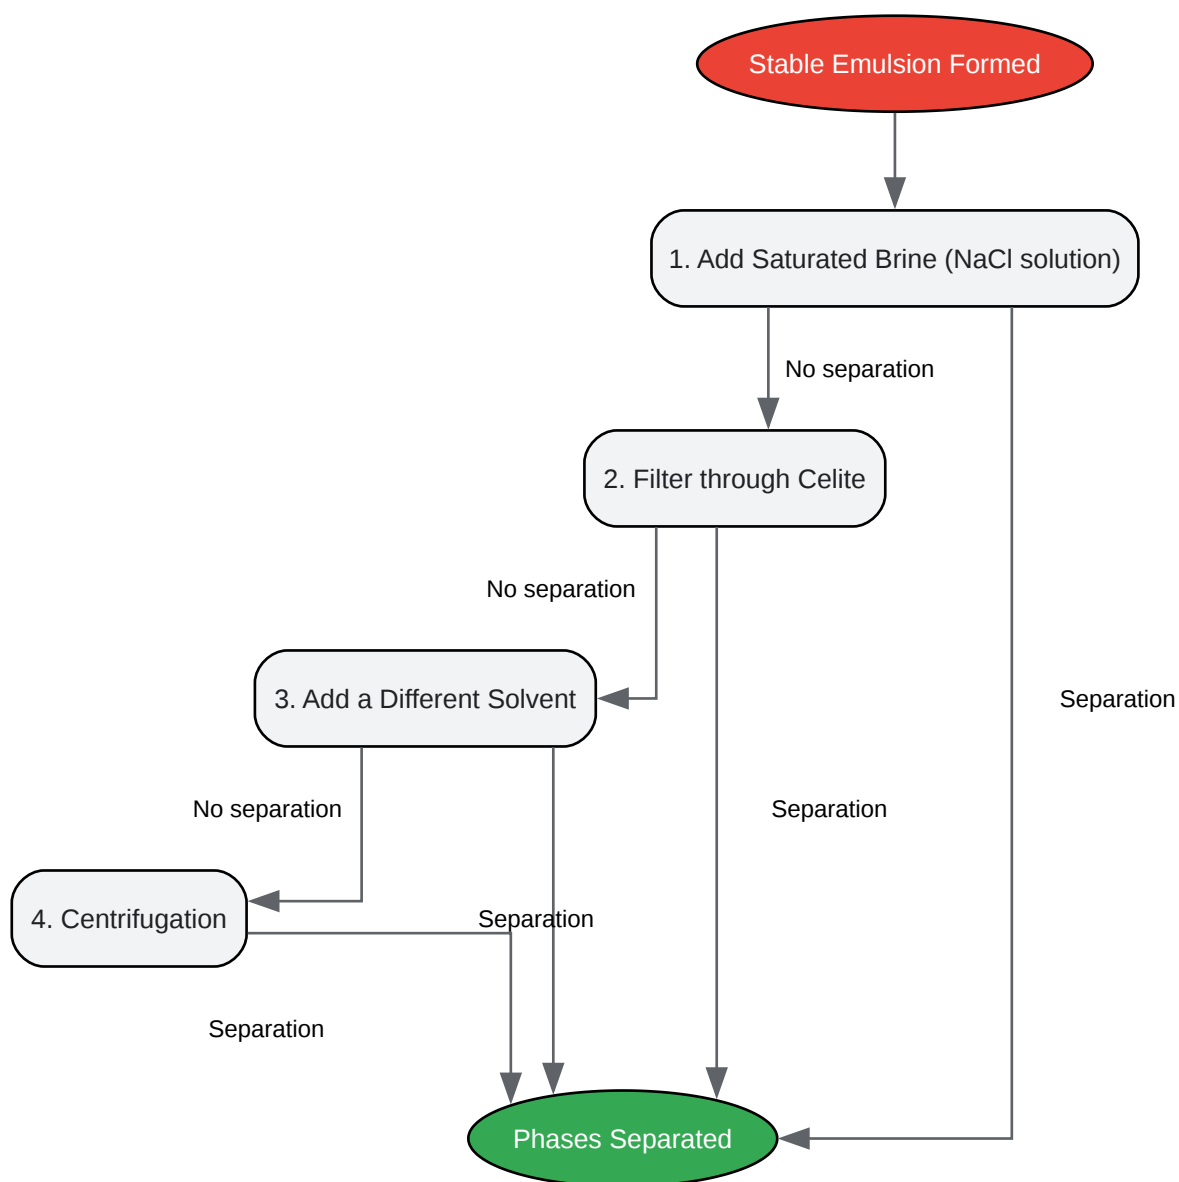 Stable Emulsion Formed
1. Add Saturated Brine (NaCl solution)
No separation
2. Filter through Celite
No separation
3. Add a Different Solvent
Separation
No separation
Separation
4. Centrifugation
Separation
Separation
Phases Separated